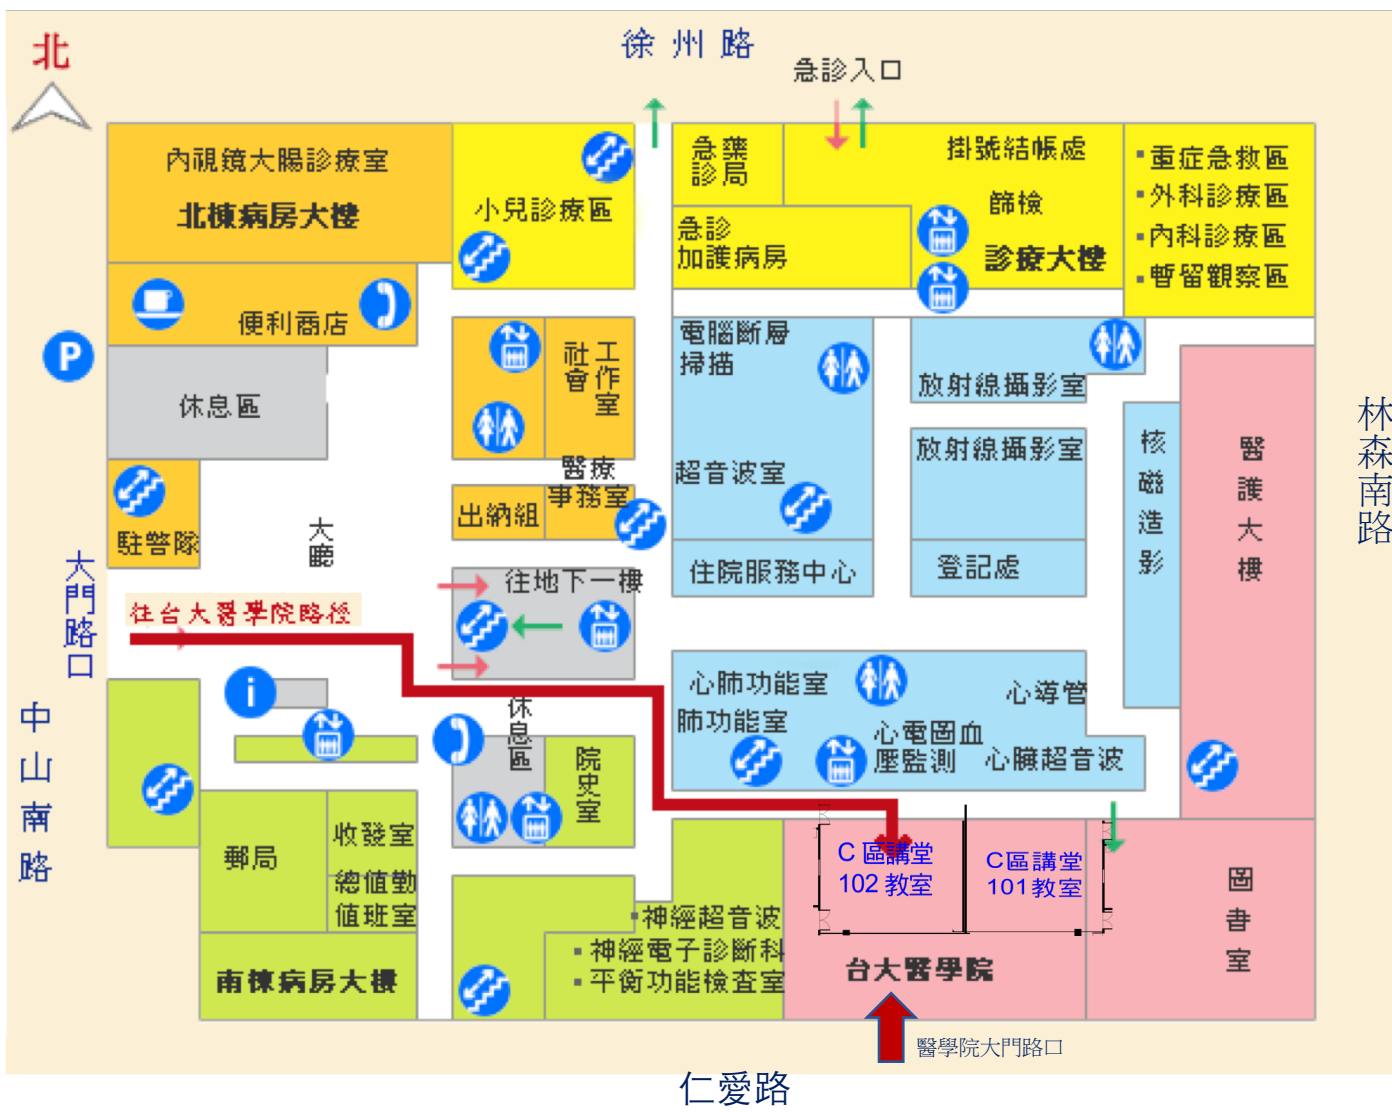 北
徐州路
急診入口
內視鏡大腸診療室
北棟病房大樓
小兒診療區
急診
藥局
掛號結帳處
篩檢
診療大樓
▪重症急救區
▪外科診療區
▪內科診療區
▪暫留觀察區
急診
加護病房
便利商店
P
休息區
社會
工作室
電腦斷層
掃描
放射線攝影室
放射線攝影室
核磁造影
醫護大樓
林森南路
超音波室
醫療
事務室
出納組
駐警隊
大廳
住院服務中心
登記處
往地下一樓
大門路口
往台大醫學院路徑
中山南路
i
休息區
院史室
心肺功能室
肺功能室
心導管
心電圖血
壓監測
心臟超音波
郵局
收發室
總值勤
值班室
南棟病房大樓
▪神經超音波
▪神經電子診斷科
▪平衡功能檢查室
C 區講堂
102 教室
C區講堂
101教室
台大醫學院
圖書室
醫學院大門路口
仁愛路